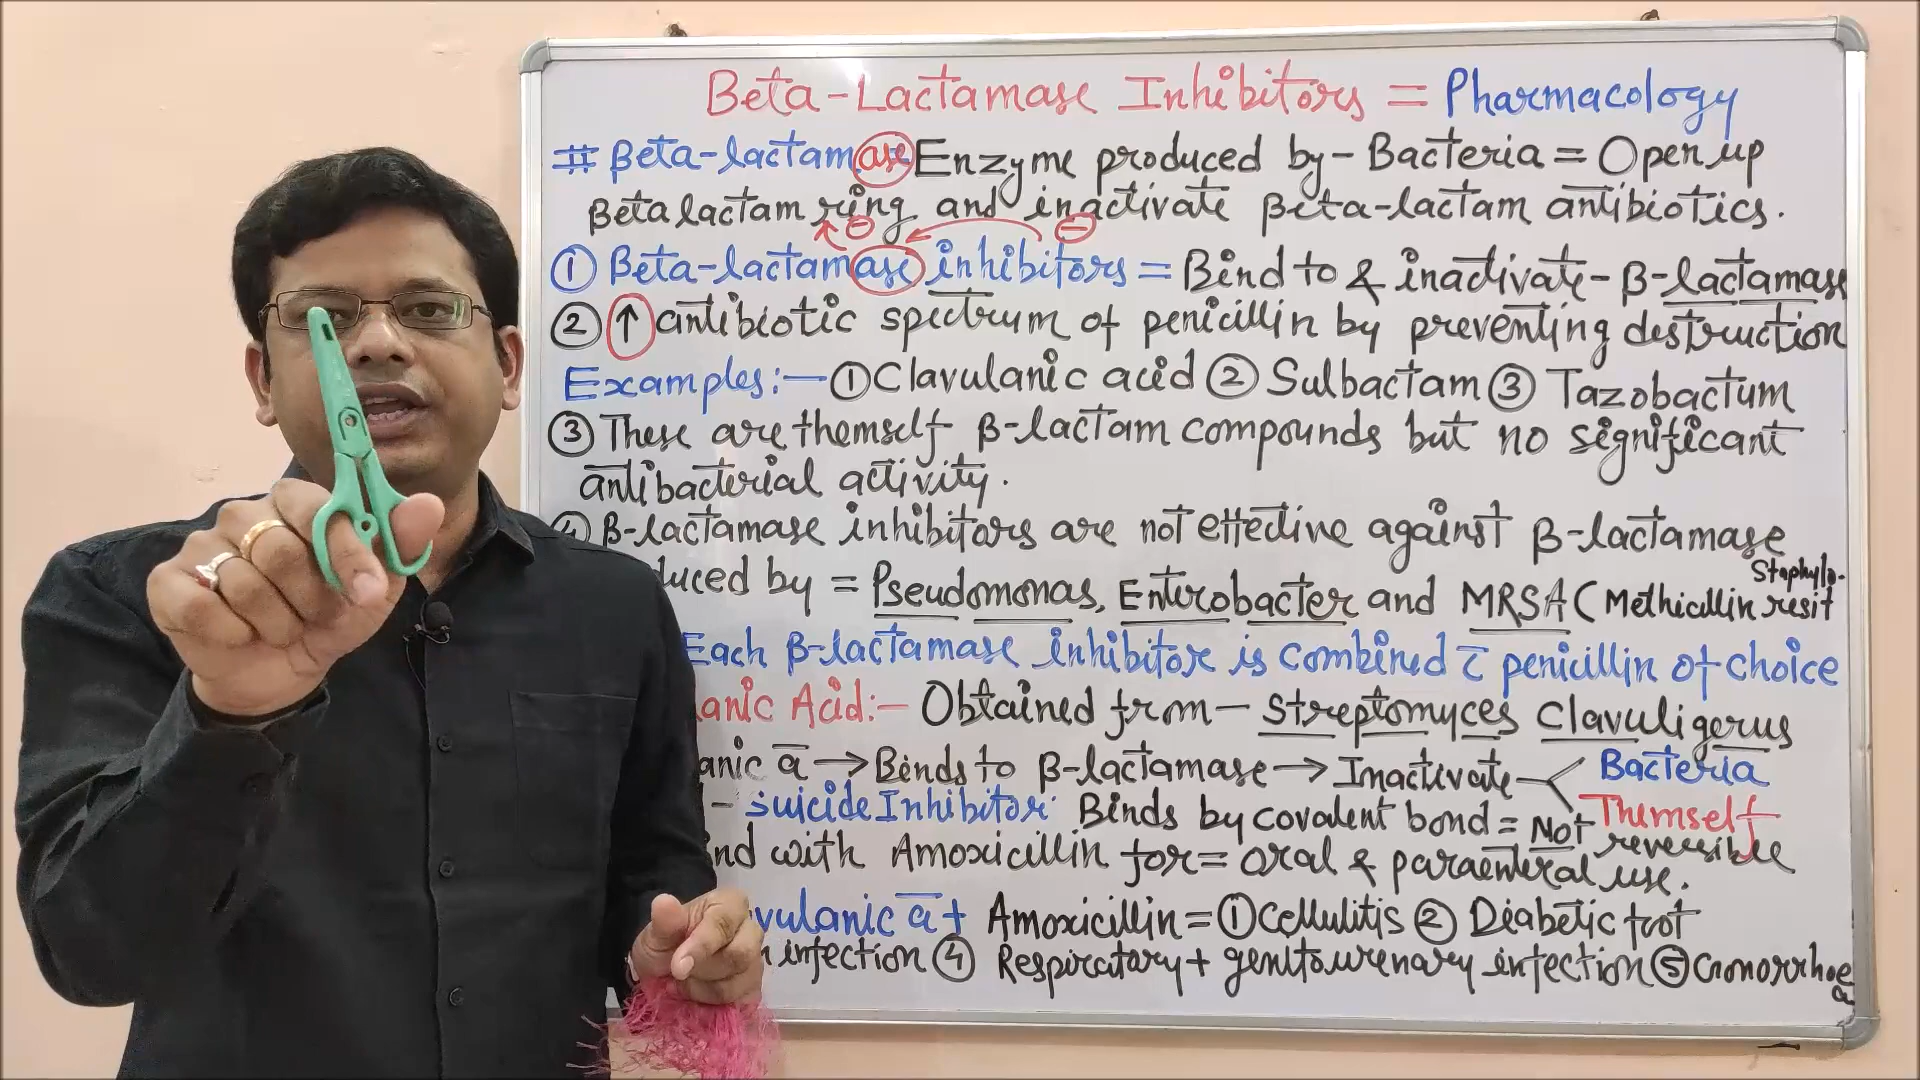 Beta-Lactamase Inhibitors = Pharmacology
# Beta-lactamase = Enzyme produced by - Bacteria = Open up
Beta lactam ring and inactivate Beta-lactam antibiotics.
① Beta-lactamase inhibitors = Bind to & inactivate - β-lactamase
② ↑ antibiotic spectrum of penicillin by preventing destruction
Examples:- ① Clavulanic acid ② Sulbactam ③ Tazobactum
③ These are themself β-lactam compounds but no significant
antibacterial activity.
④ β-lactamase inhibitors are not effective against β-lactamase
duced by = Pseudomonas, Enterobacter and MRSA (Methicillin resit
Staphylo-
Each β-lactamase inhibitor is combined c̄ penicillin of choice
anic Acid:- Obtained from - Streptomyces Clavuligerus
anic a → Binds to β-lactamase → Inactivate Bacteria
- Suicide Inhibitor: Binds by covalent bond = Not reversible Themself
nd with Amoxicillin for = oral & paraenteral use.
vulanic a + Amoxicillin = ① Cellulitis ② Diabetic foot
n infection ④ Respiratary + genitourenary infection ⑤ Gonorrhoea